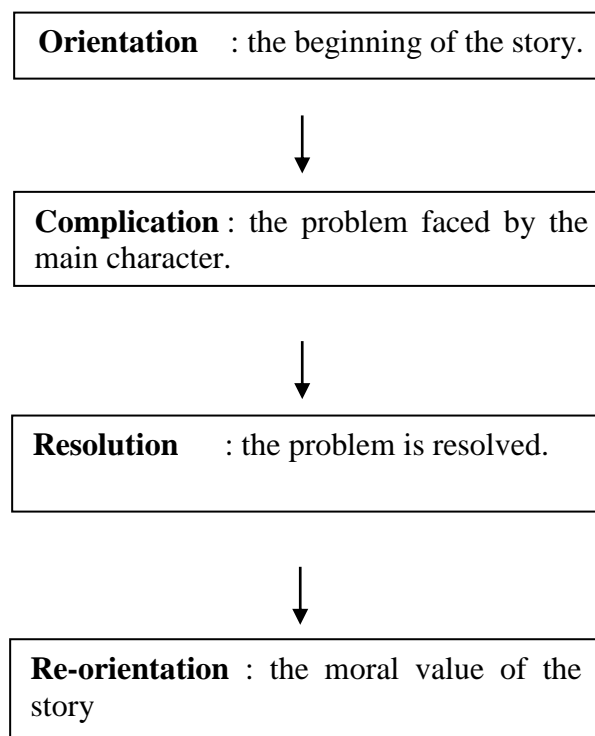 Orientation : the beginning of the story.
Complication : the problem faced by the
main character.
Resolution : the problem is resolved.
Re-orientation : the moral value of the
story